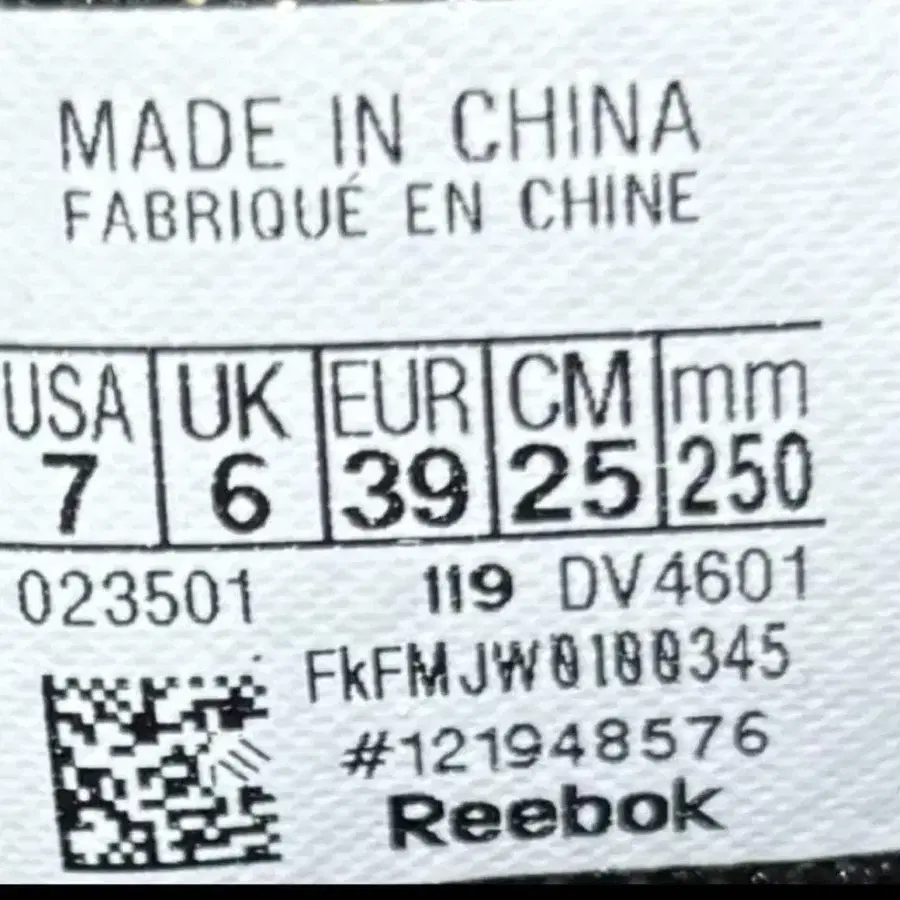 MADE IN CHINA
FABRIQUÉ EN CHINE
USA UK EUR CM mm
7 6 39 25 250
023501 119 DV4601
FkFMJW0100345
#121948576
Reebok